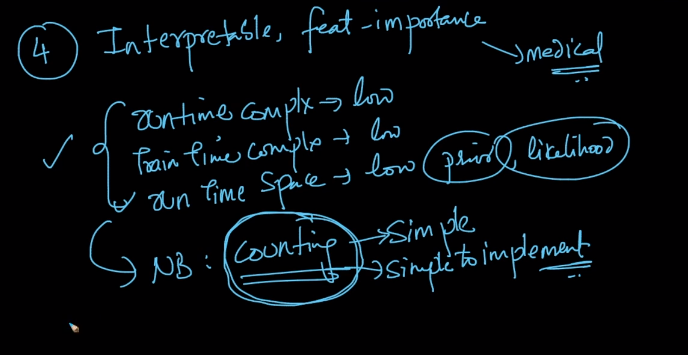 ④ Interpretable, feat-importance
→ medical
runtime complx → low
Train time complx → low
run time space → low prior, likelihood
NB: counting → simple
→ simple to implement